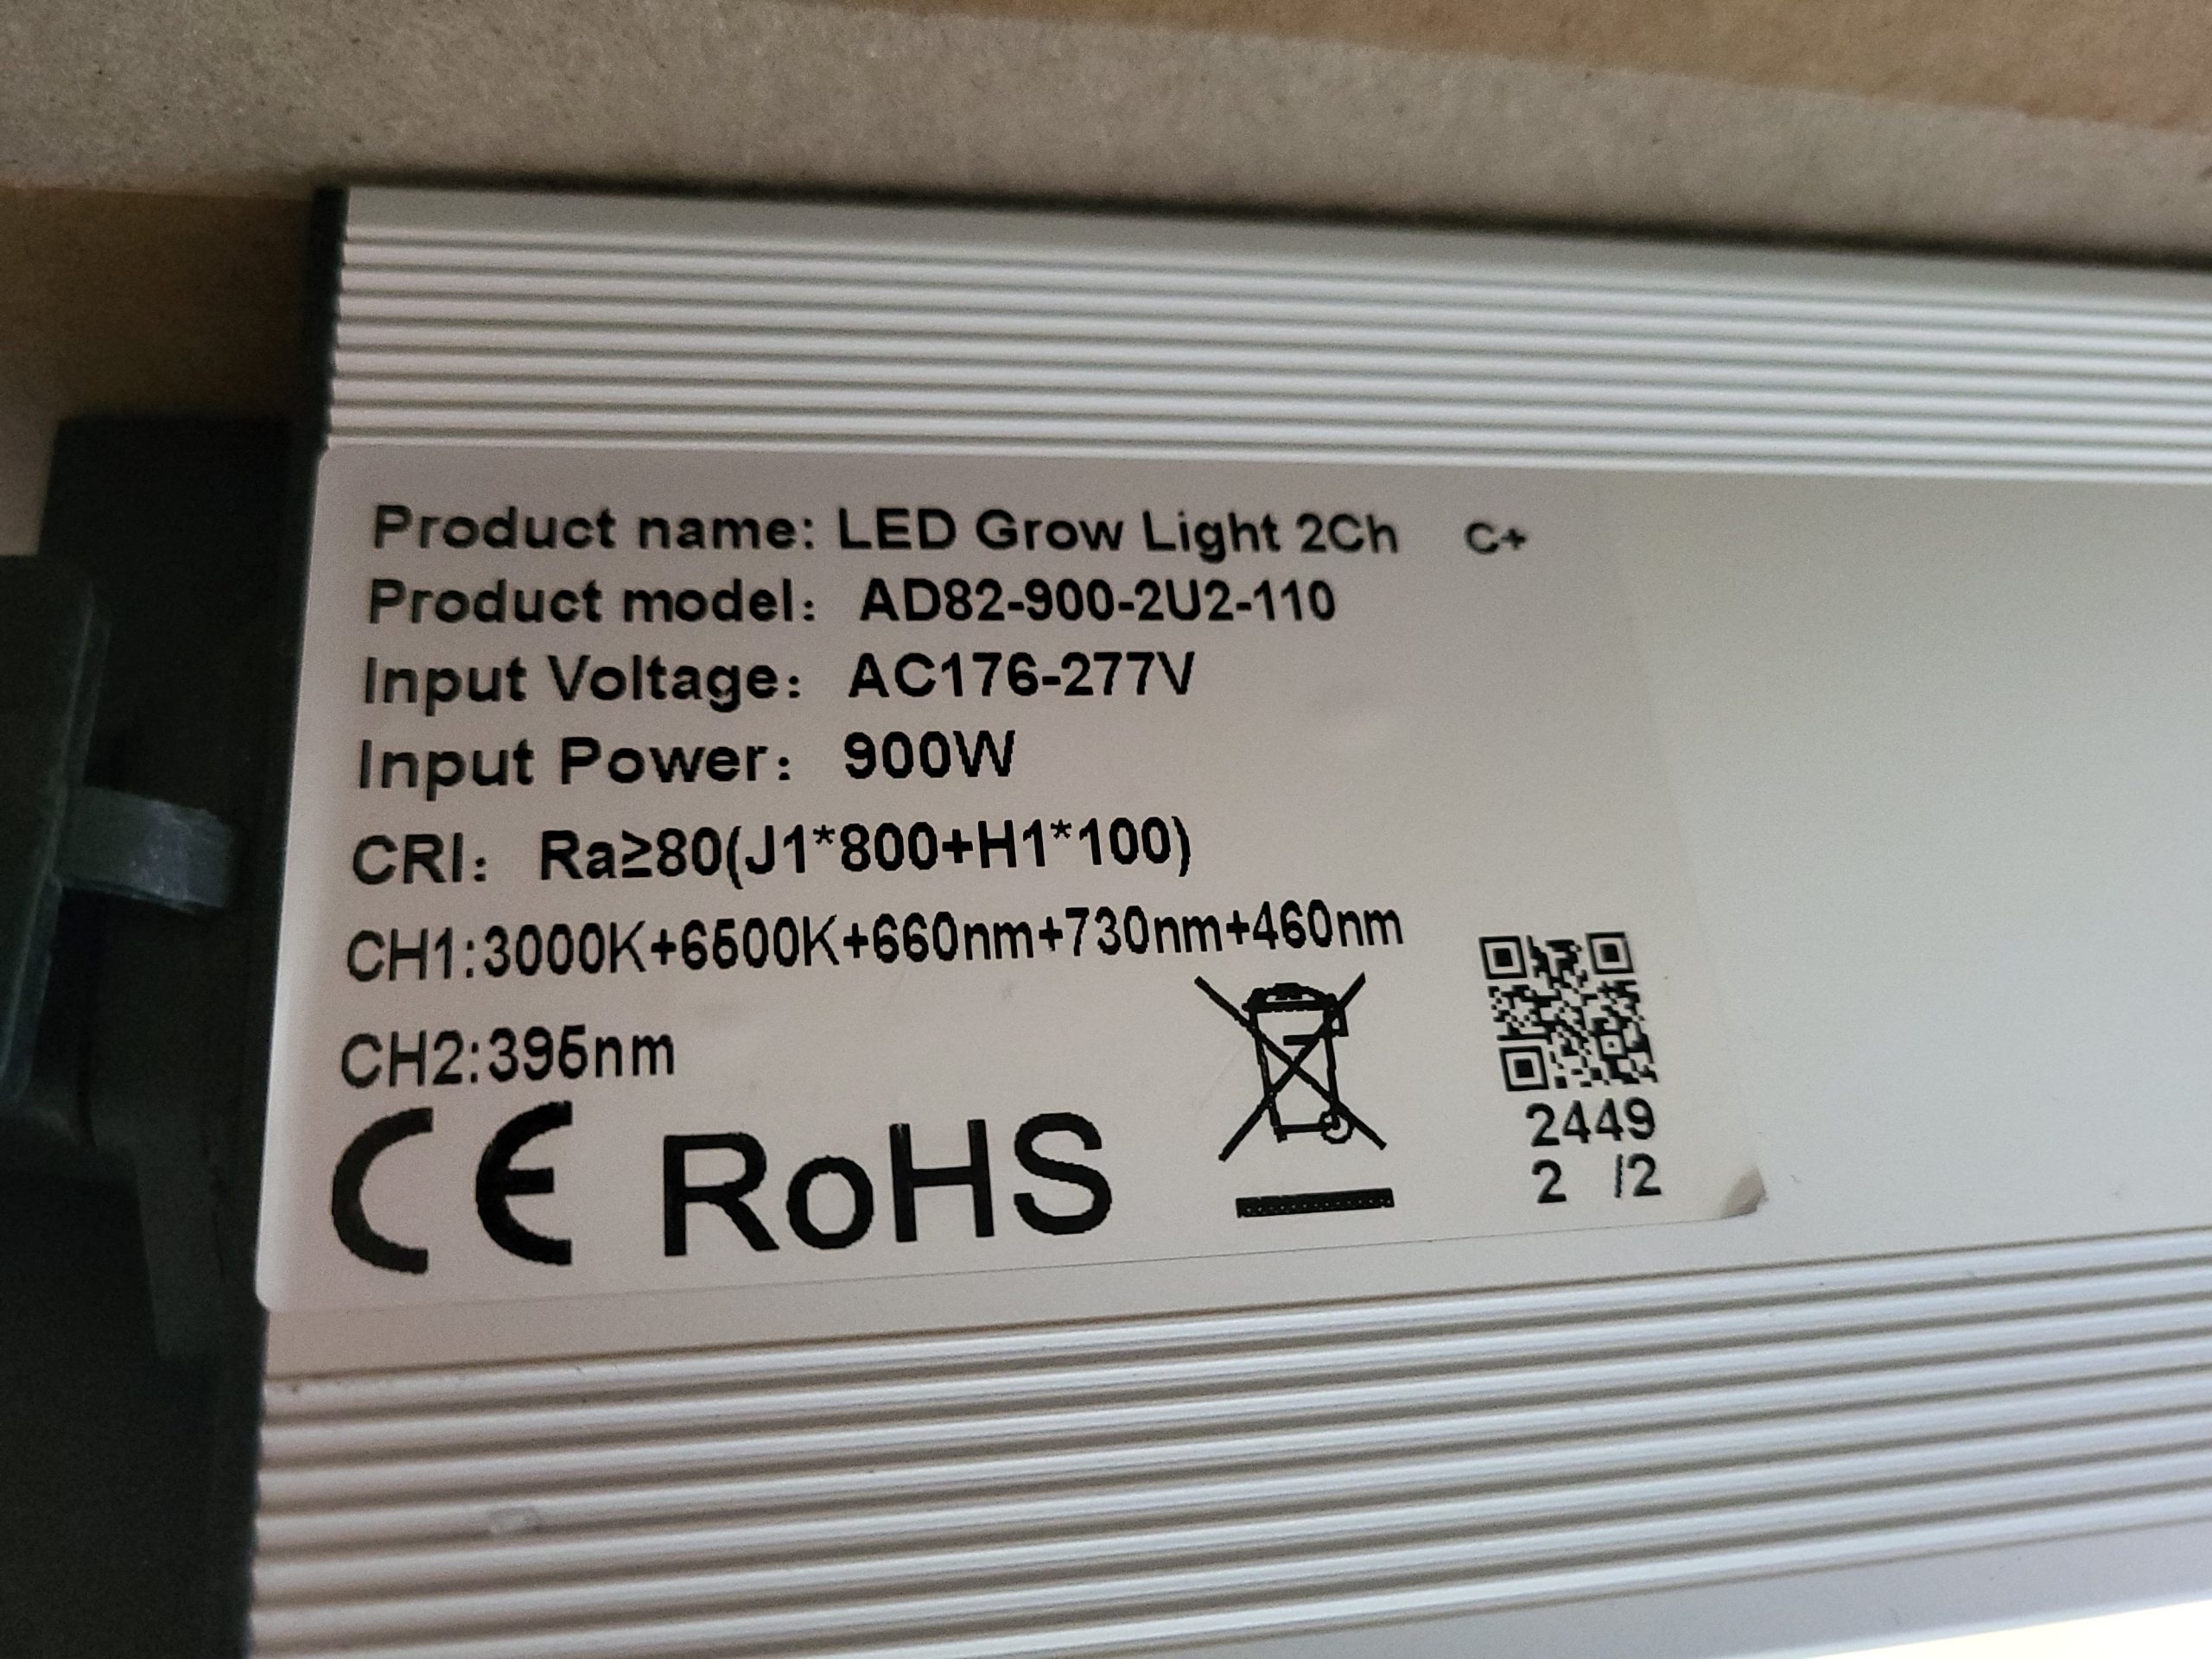 Product name: LED Grow Light 2Ch C+
Product model： AD82-900-2U2-110
Input Voltage： AC176-277V
Input Power： 900W
CRI： Ra≥80(J1*800+H1*100)
CH1:3000K+6500K+660nm+730nm+460nm
CH2:395nm
CE RoHS
2449
2 /2